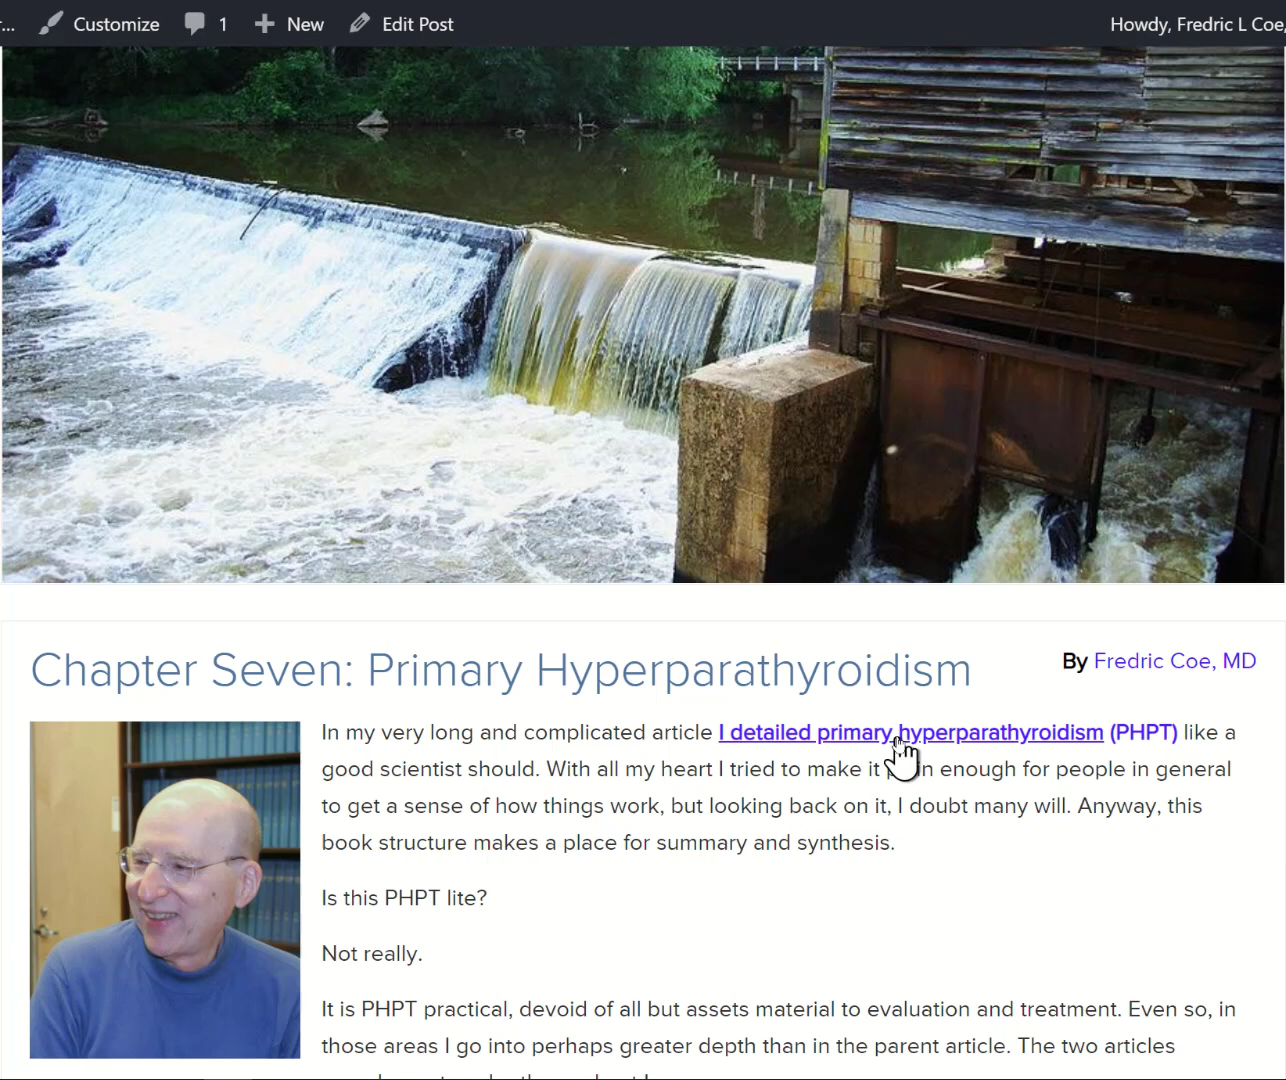 r... Customize 1 New Edit Post Howdy, Fredric L Coe,
Chapter Seven: Primary Hyperparathyroidism
By Fredric Coe, MD
In my very long and complicated article I detailed primary hyperparathyroidism (PHPT) like a
good scientist should. With all my heart I tried to make it plain enough for people in general
to get a sense of how things work, but looking back on it, I doubt many will. Anyway, this
book structure makes a place for summary and synthesis.
Is this PHPT lite?
Not really.
It is PHPT practical, devoid of all but assets material to evaluation and treatment. Even so, in
those areas I go into perhaps greater depth than in the parent article. The two articles